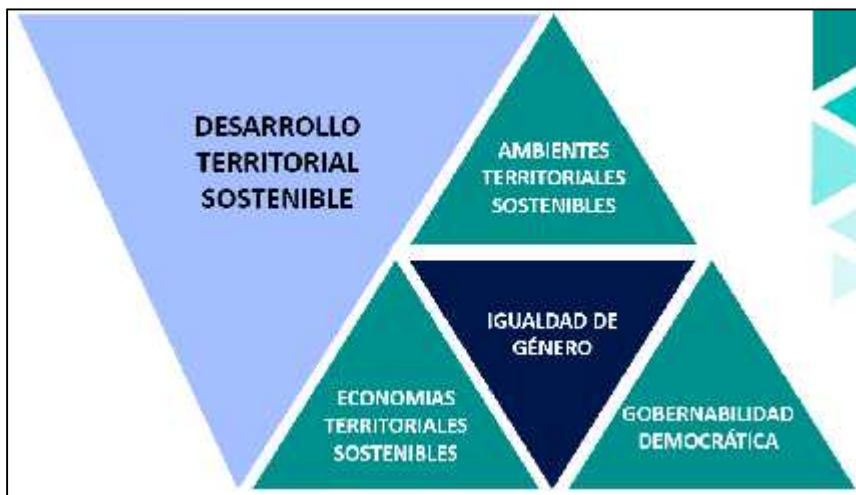 DESARROLLO
TERRITORIAL
SOSTENIBLE
AMBIENTES
TERRITORIALES
SOSTENIBLES
IGUALDAD DE
GÉNERO
ECONOMIAS
TERRITORIALES
SOSTENIBLES
GOBERNABILIDAD
DEMOCRÁTICA